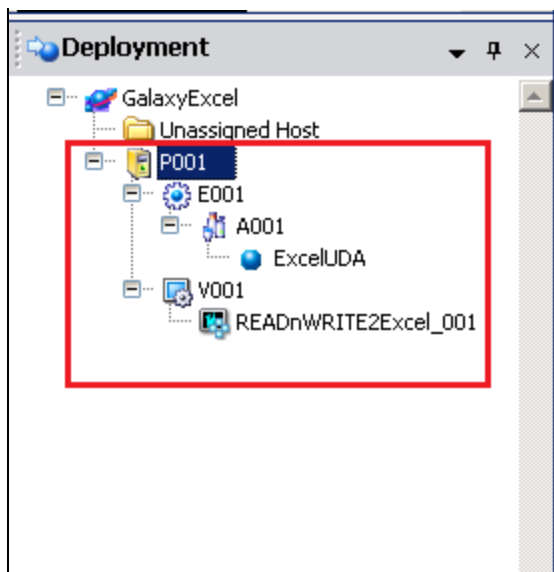 Deployment
GalaxyExcel
Unassigned Host
P001
E001
A001
ExcelUDA
V001
READnWRITE2Excel_001